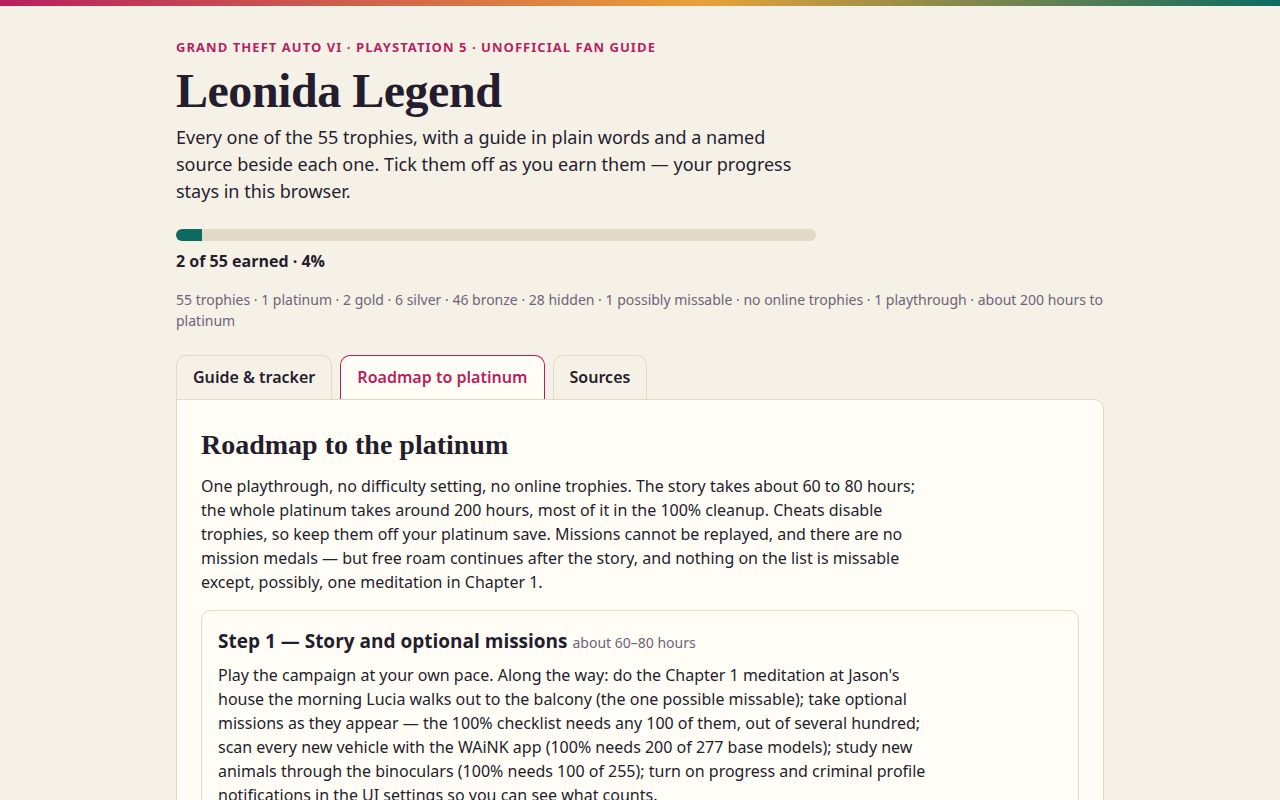 GRAND THEFT AUTO VI · PLAYSTATION 5 · UNOFFICIAL FAN GUIDE
Leonida Legend
Every one of the 55 trophies, with a guide in plain words and a named
source beside each one. Tick them off as you earn them — your progress
stays in this browser.
2 of 55 earned · 4%
55 trophies · 1 platinum · 2 gold · 6 silver · 46 bronze · 28 hidden · 1 possibly missable · no online trophies · 1 playthrough · about 200 hours to
platinum
Guide & tracker
Roadmap to platinum
Sources
Roadmap to the platinum
One playthrough, no difficulty setting, no online trophies. The story takes about 60 to 80 hours;
the whole platinum takes around 200 hours, most of it in the 100% cleanup. Cheats disable
trophies, so keep them off your platinum save. Missions cannot be replayed, and there are no
mission medals — but free roam continues after the story, and nothing on the list is missable
except, possibly, one meditation in Chapter 1.
Step 1 — Story and optional missions about 60–80 hours
Play the campaign at your own pace. Along the way: do the Chapter 1 meditation at Jason's
house the morning Lucia walks out to the balcony (the one possible missable); take optional
missions as they appear — the 100% checklist needs any 100 of them, out of several hundred;
scan every new vehicle with the WAiNK app (100% needs 200 of 277 base models); study new
animals through the binoculars (100% needs 100 of 255); turn on progress and criminal profile
notifications in the UI settings so you can see what counts.